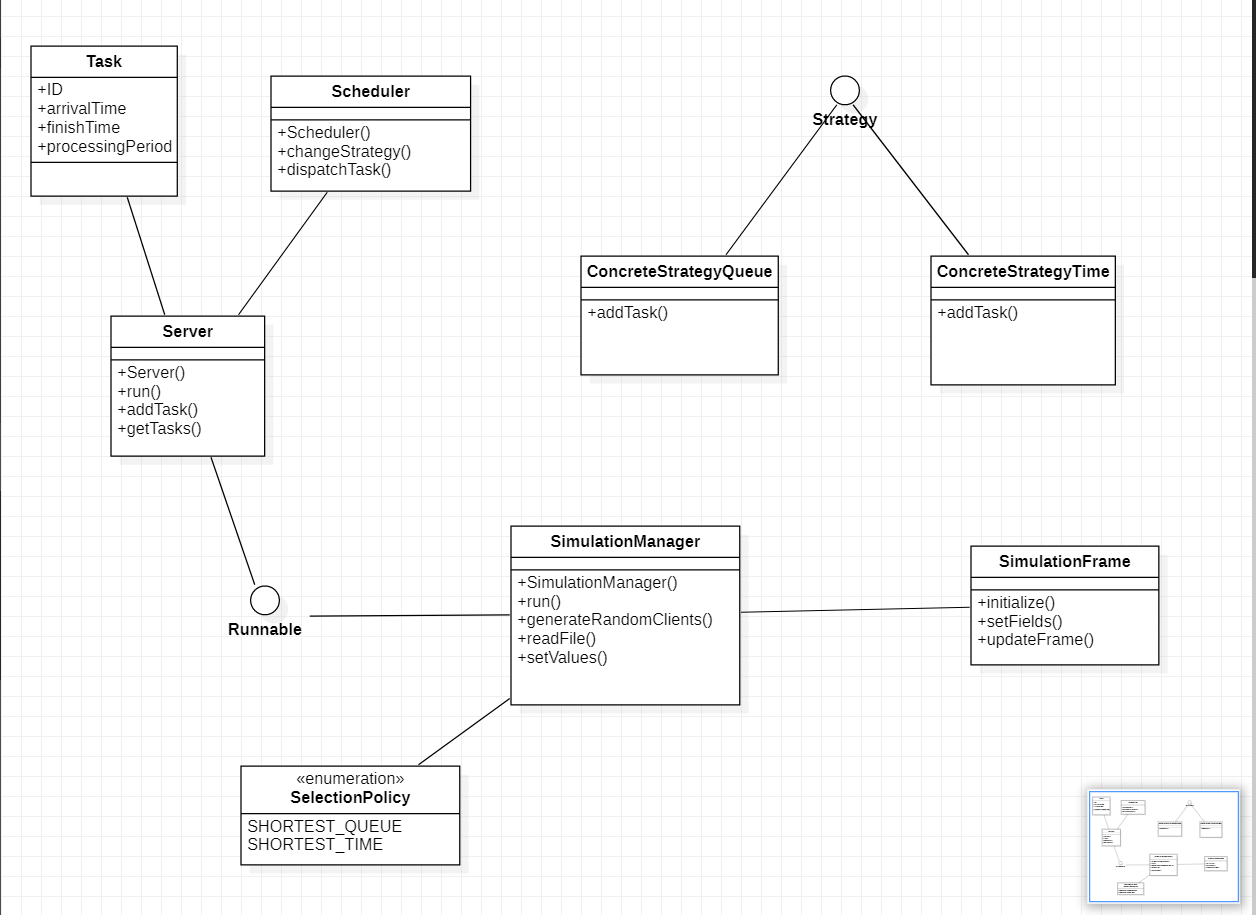 Task
+ID
+arrivalTime
+finishTime
+processingPeriod
Scheduler
+Scheduler()
+changeStrategy()
+dispatchTask()
Strategy
ConcreteStrategyQueue
+addTask()
ConcreteStrategyTime
+addTask()
Server
+Server()
+run()
+addTask()
+getTasks()
Runnable
SimulationManager
+SimulationManager()
+run()
+generateRandomClients()
+readFile()
+setValues()
SimulationFrame
+initialize()
+setFields()
+updateFrame()
«enumeration»
SelectionPolicy
SHORTEST_QUEUE
SHORTEST_TIME